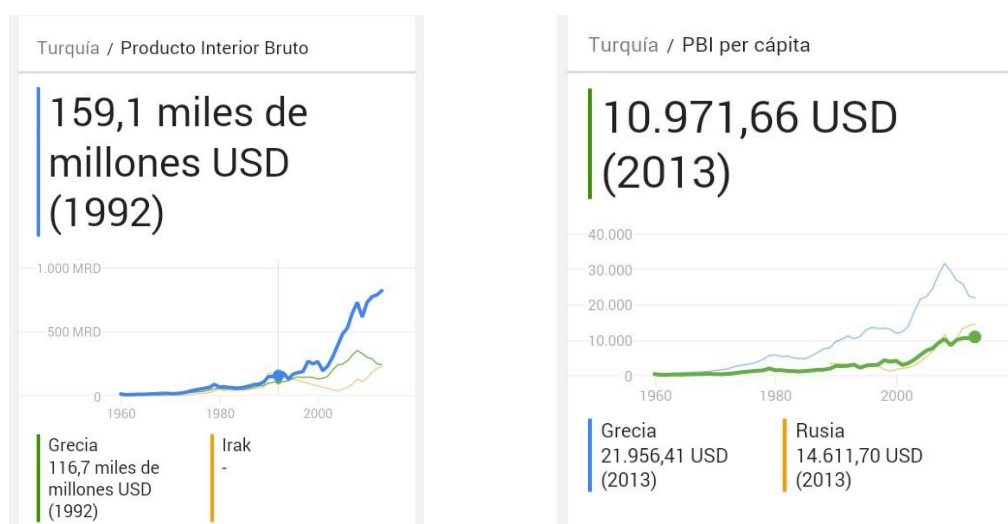 Turquía / Producto Interior Bruto
159,1 miles de
millones USD
(1992)
1.000 MRD
500 MRD
0
1960 1980 2000
Grecia
116,7 miles de
millones USD
(1992)
Irak
-
Turquía / PBI per cápita
10.971,66 USD
(2013)
40.000
30.000
20.000
10.000
0
1960 1980 2000
Grecia
21.956,41 USD
(2013)
Rusia
14.611,70 USD
(2013)